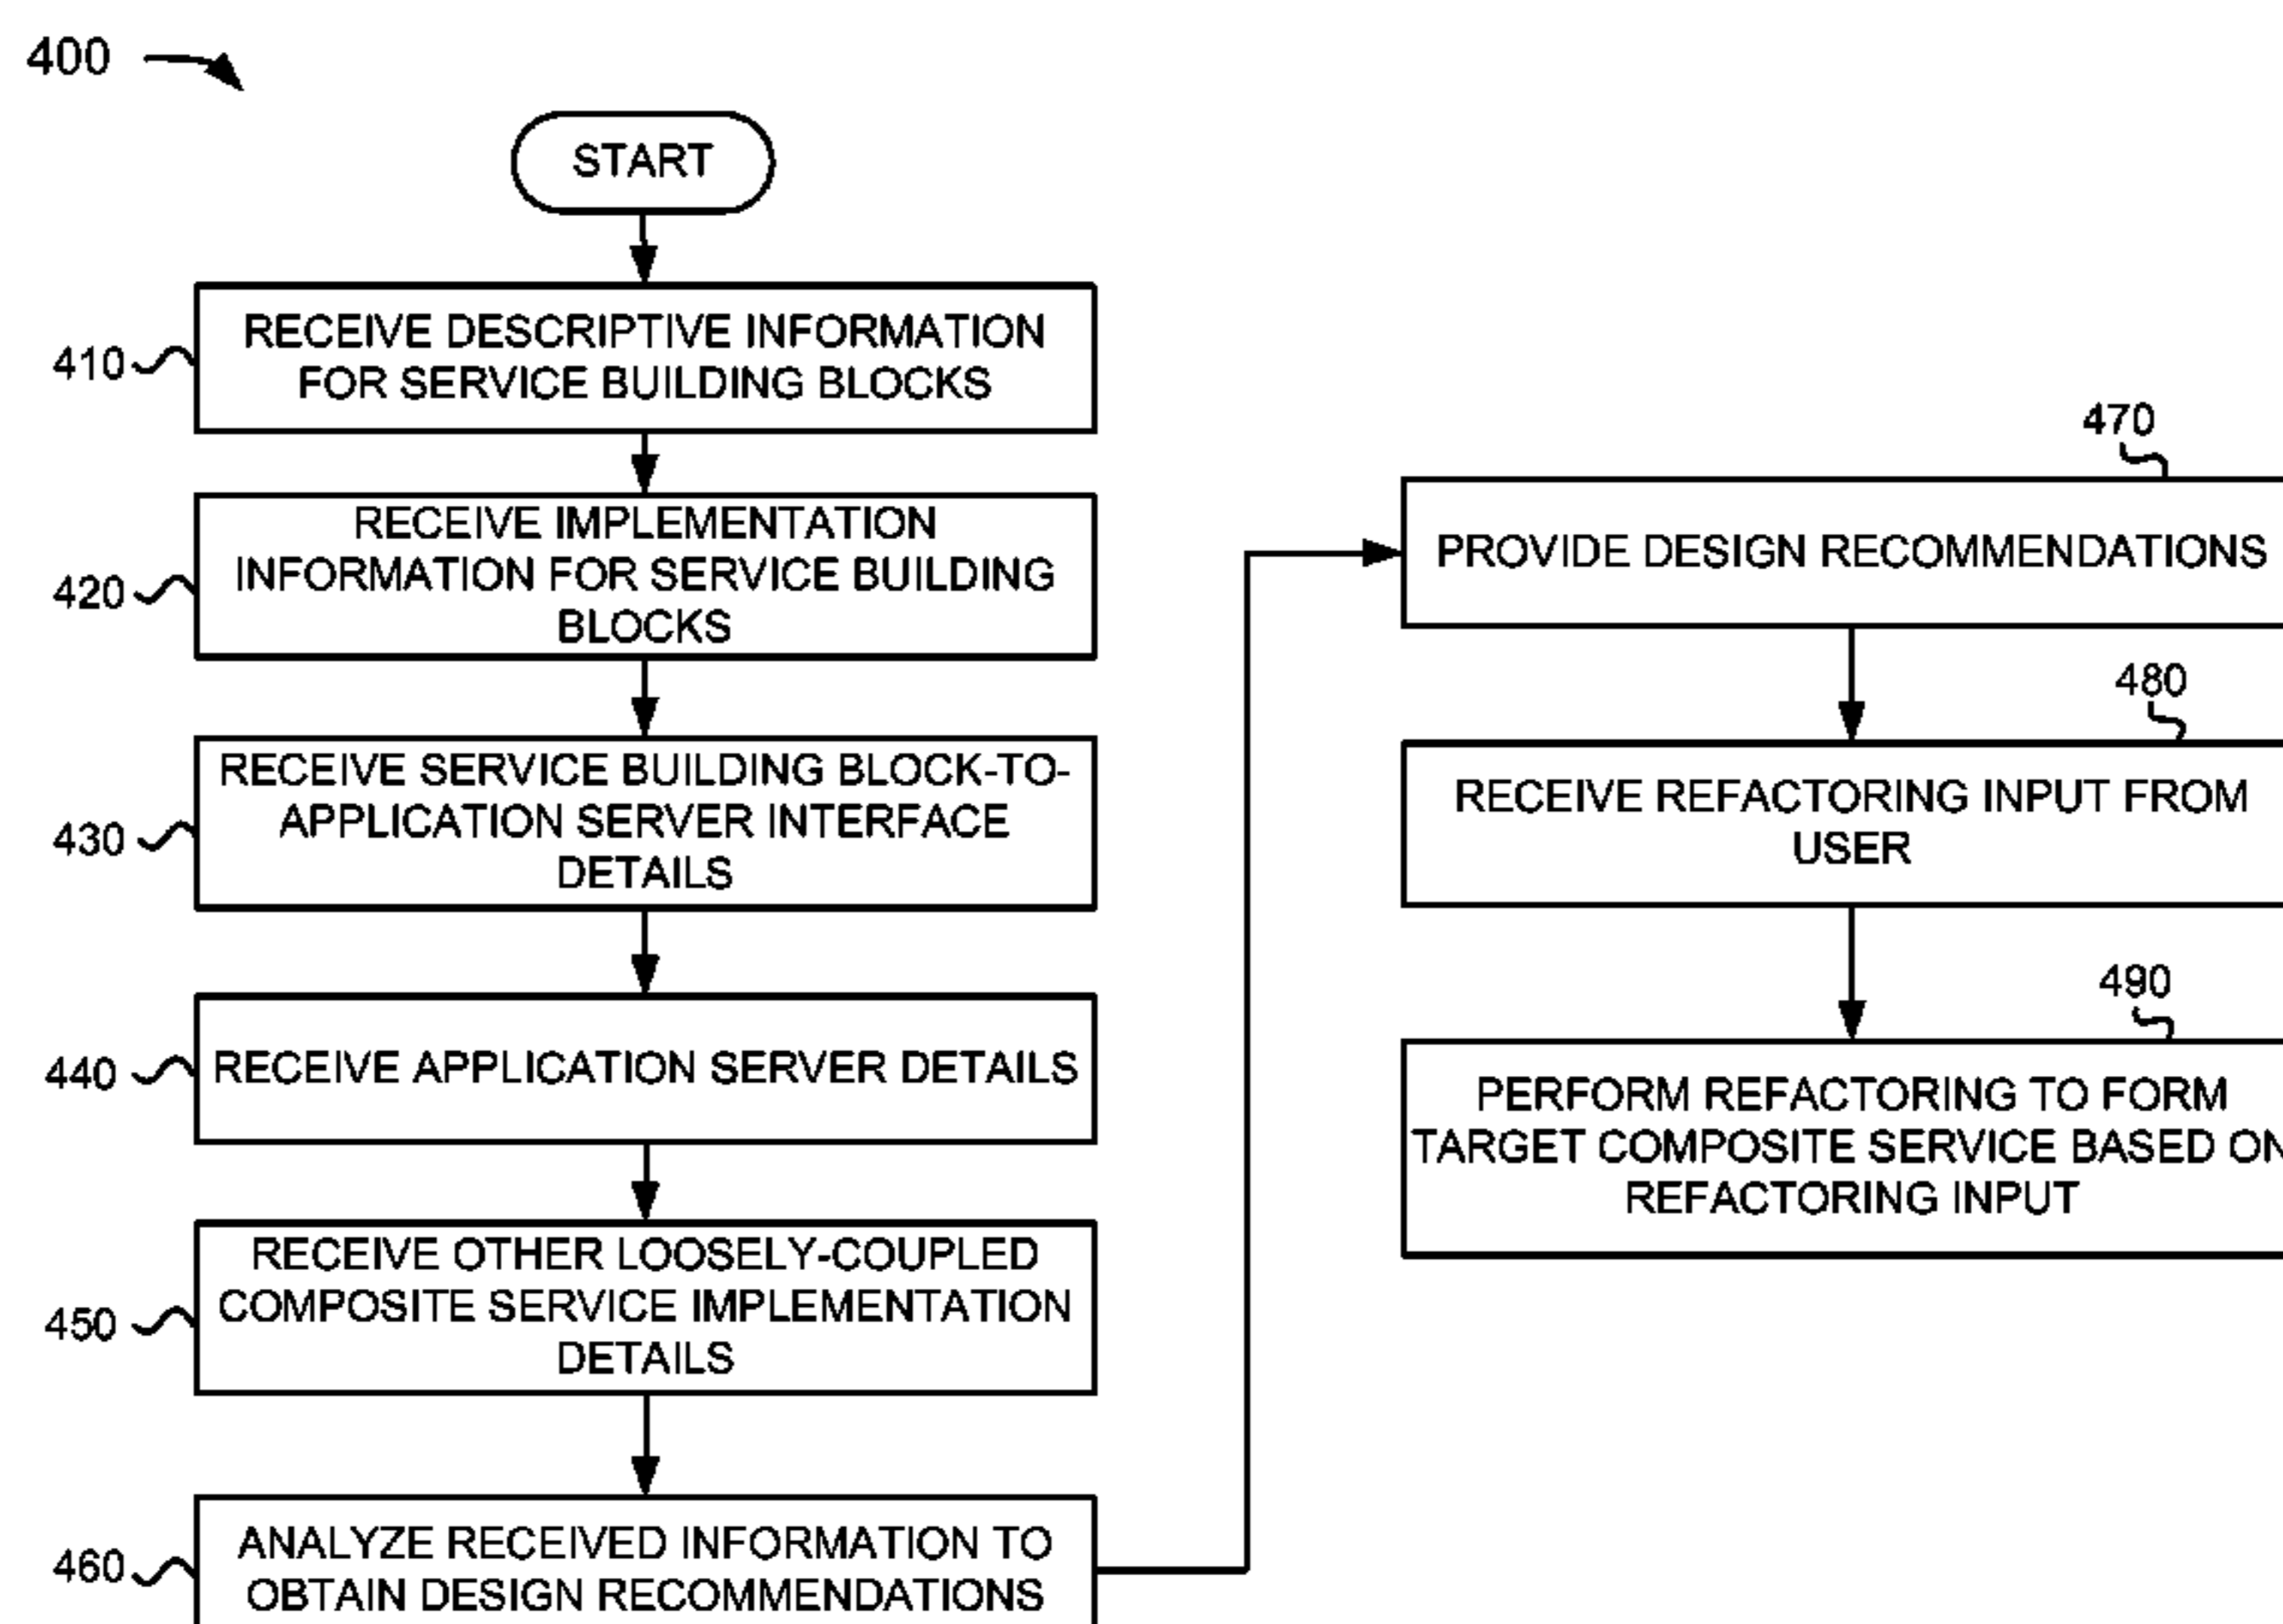 400
START
410
RECEIVE DESCRIPTIVE INFORMATION
FOR SERVICE BUILDING BLOCKS
420
RECEIVE IMPLEMENTATION
INFORMATION FOR SERVICE BUILDING
BLOCKS
430
RECEIVE SERVICE BUILDING BLOCK-TO-
APPLICATION SERVER INTERFACE
DETAILS
440
RECEIVE APPLICATION SERVER DETAILS
450
RECEIVE OTHER LOOSELY-COUPLED
COMPOSITE SERVICE IMPLEMENTATION
DETAILS
460
ANALYZE RECEIVED INFORMATION TO
OBTAIN DESIGN RECOMMENDATIONS
470
PROVIDE DESIGN RECOMMENDATIONS
480
RECEIVE REFACTORING INPUT FROM
USER
490
PERFORM REFACTORING TO FORM
TARGET COMPOSITE SERVICE BASED ON
REFACTORING INPUT